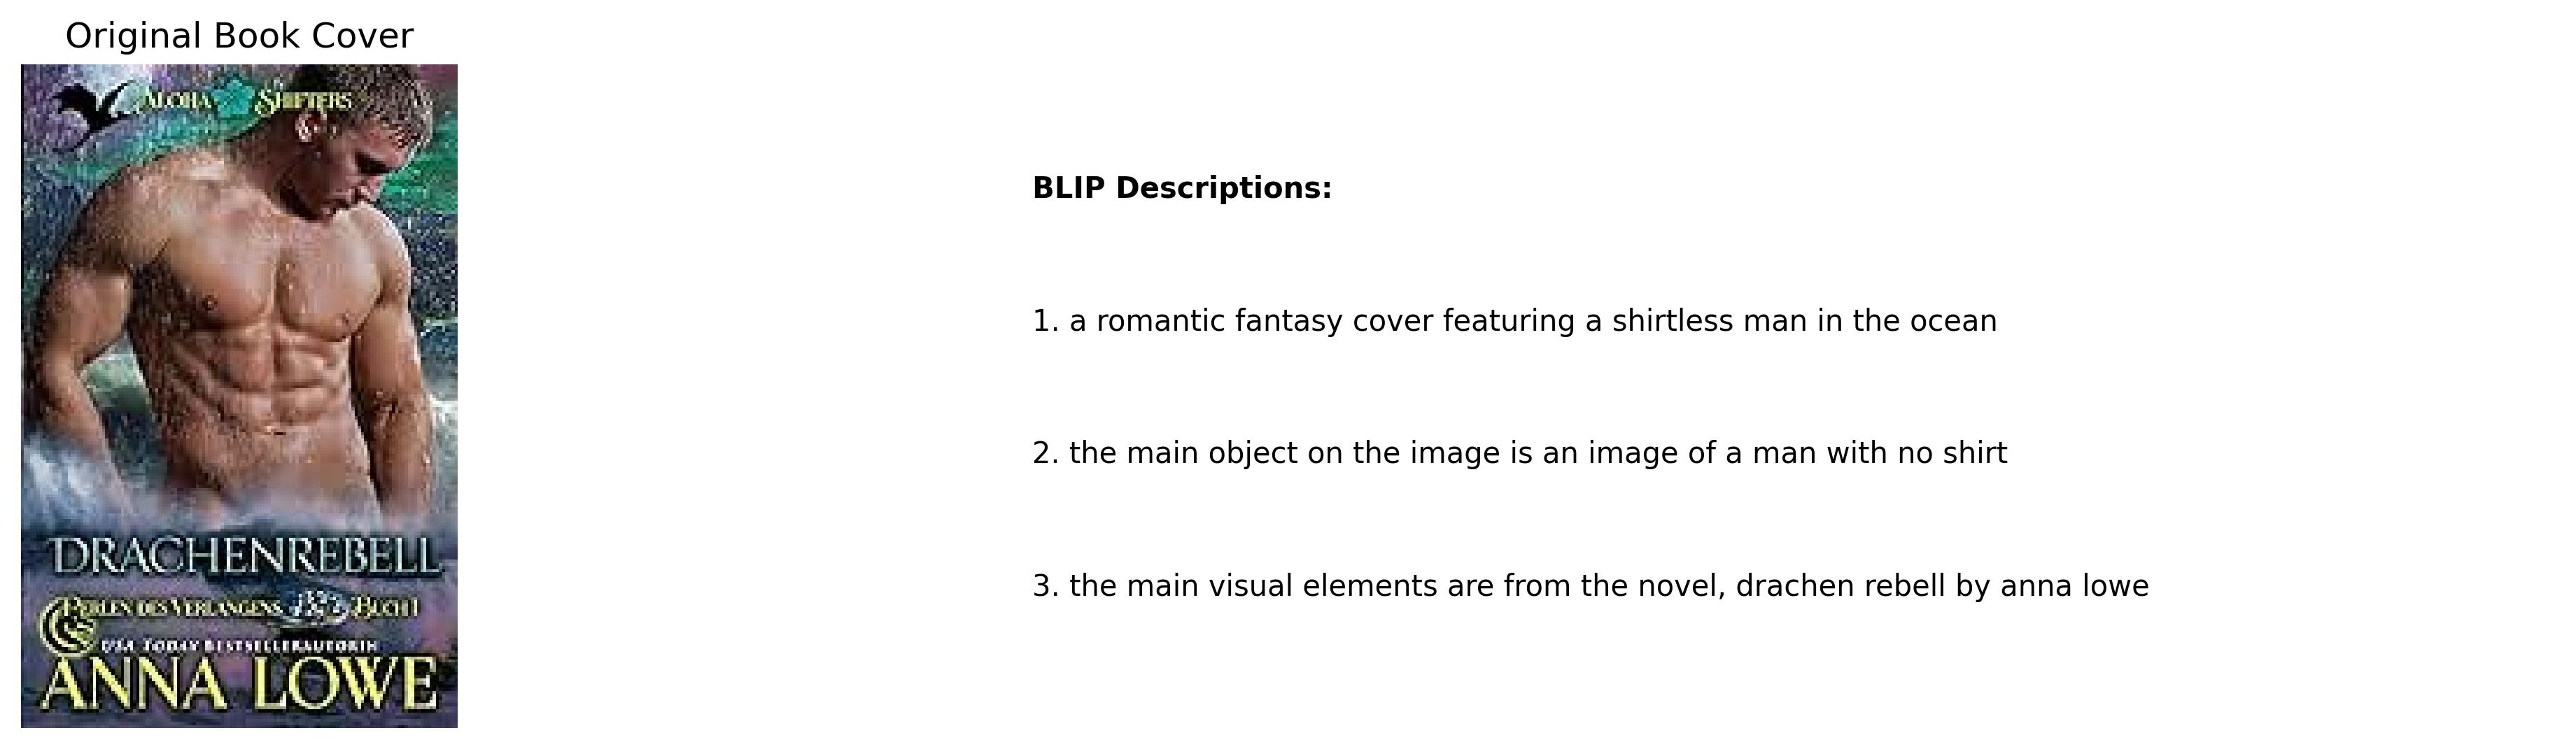 Original Book Cover
ALOHA SHIFTERS
DRACHENREBELL
PERLEN DES VERLANGENS BUCH 1
USA TODAY BESTSELLERAUTORIN
ANNA LOWE
BLIP Descriptions:
1. a romantic fantasy cover featuring a shirtless man in the ocean
2. the main object on the image is an image of a man with no shirt
3. the main visual elements are from the novel, drachen rebell by anna lowe